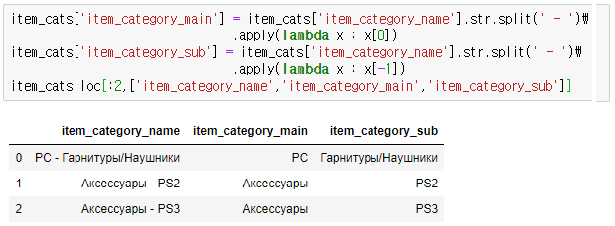 item_cats['item_category_main'] = item_cats['item_category_name'].str.split(' - ')₩
.apply(lambda x : x[0])
item_cats['item_category_sub'] = item_cats['item_category_name'].str.split(' - ')₩
.apply(lambda x : x[-1])
item_cats loc[:2,['item_category_name','item_category_main','item_category_sub']]
item_category_name item_category_main item_category_sub
0 PC - Гарнитуры/Наушники PC Гарнитуры/Наушники
1 Аксессуары PS2 Аксессуары PS2
2 Аксессуары - PS3 Аксессуары PS3